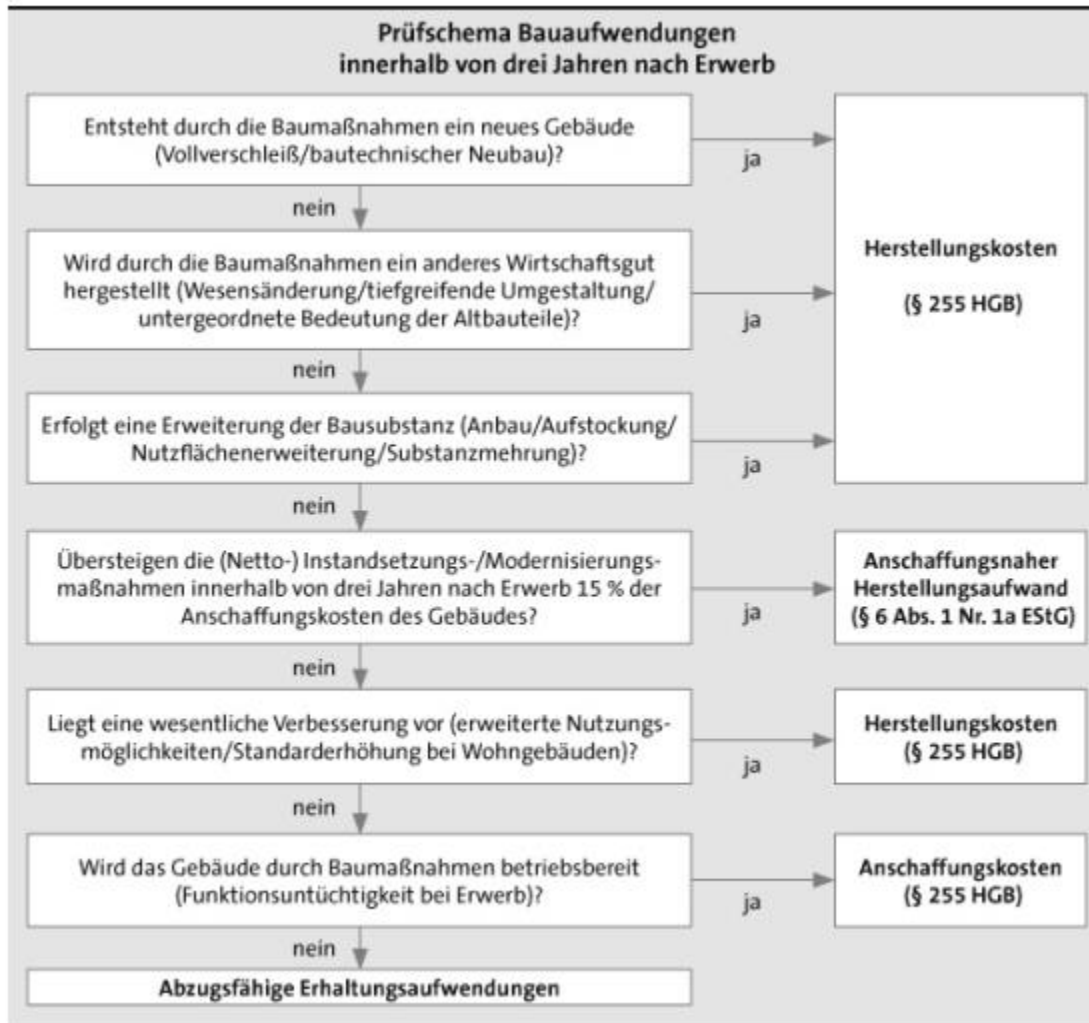 Prüfschema Bauaufwendungen
innerhalb von drei Jahren nach Erwerb
Entsteht durch die Baumaßnahmen ein neues Gebäude
(Vollverschleiß/bautechnischer Neubau)?
ja
nein
Wird durch die Baumaßnahmen ein anderes Wirtschaftsgut
hergestellt (Wesensänderung/tiefgreifende Umgestaltung/
untergeordnete Bedeutung der Altbauteile)?
ja
nein
Erfolgt eine Erweiterung der Bausubstanz (Anbau/Aufstockung/
Nutzflächenerweiterung/Substanzmehrung)?
ja
Herstellungskosten
(§ 255 HGB)
nein
Übersteigen die (Netto-) Instandsetzungs-/Modernisierungs-
maßnahmen innerhalb von drei Jahren nach Erwerb 15 % der
Anschaffungskosten des Gebäudes?
ja
Anschaffungsnaher
Herstellungsaufwand
(§ 6 Abs. 1 Nr. 1a EStG)
nein
Liegt eine wesentliche Verbesserung vor (erweiterte Nutzungs-
möglichkeiten/Standarderhöhung bei Wohngebäuden)?
ja
Herstellungskosten
(§ 255 HGB)
nein
Wird das Gebäude durch Baumaßnahmen betriebsbereit
(Funktionsuntüchtigkeit bei Erwerb)?
ja
Anschaffungskosten
(§ 255 HGB)
nein
Abzugsfähige Erhaltungsaufwendungen